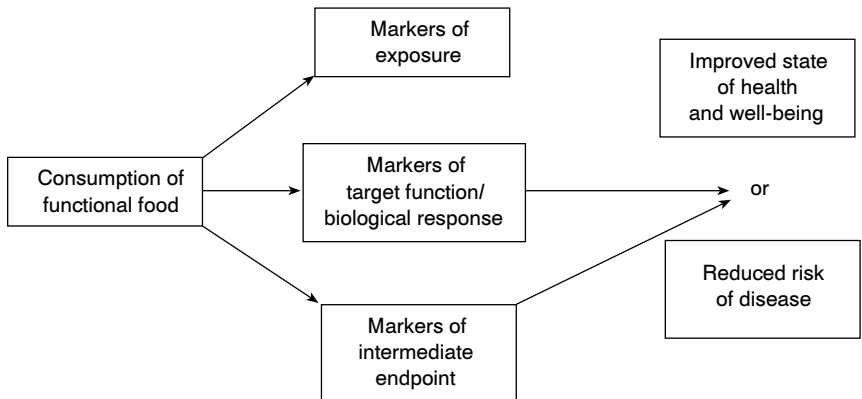 Markers of
exposure
Improved state
of health
and well-being
Consumption of
functional food
Markers of
target function/
biological response
or
Reduced risk
of disease
Markers of
intermediate
endpoint